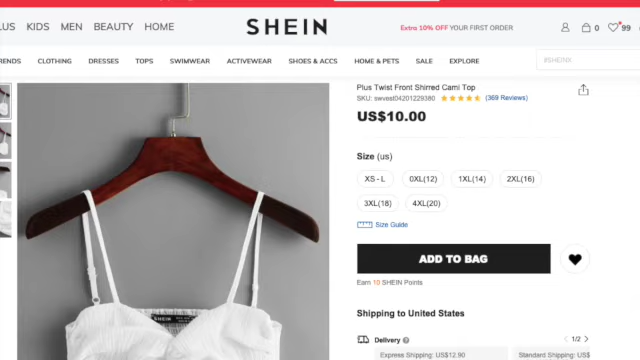 LUS KIDS MEN BEAUTY HOME
SHEIN
Extra 10% OFF YOUR FIRST ORDER
0
99
RENDS CLOTHING DRESSES TOPS SWIMWEAR ACTIVEWEAR SHOES & ACCS HOME & PETS SALE EXPLORE
#SHEINX
Plus Twist Front Shirred Cami Top
SKU: swvest04201229380 (369 Reviews)
US$10.00
Size (us)
XS - L 0XL(12) 1XL(14) 2XL(16)
3XL(18) 4XL(20)
Size Guide
ADD TO BAG
Earn 10 SHEIN Points
Shipping to United States
Delivery ? 1/2
Express Shipping: US$12.90 Standard Shipping: US$
SHEIN